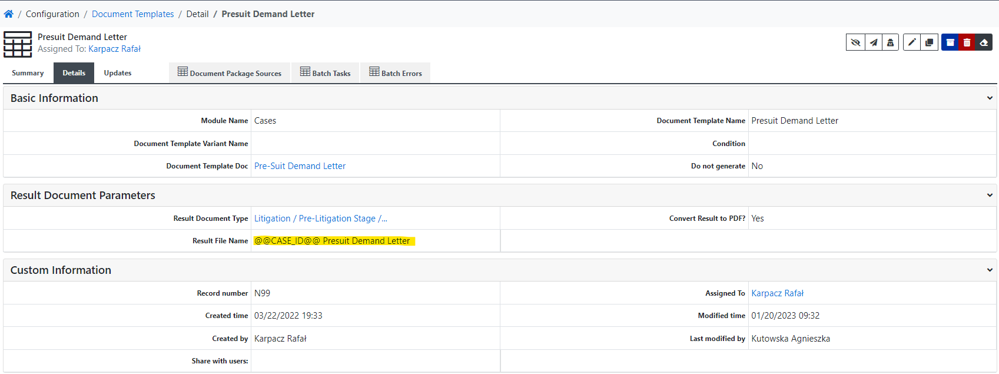 / Configuration / Document Templates / Detail / Presuit Demand Letter
Presuit Demand Letter
Assigned To: Karpacz Rafał
Summary Details Updates Document Package Sources Batch Tasks Batch Errors
Basic Information
Module Name Cases Document Template Name Presuit Demand Letter
Document Template Variant Name Condition
Document Template Doc Pre-Suit Demand Letter Do not generate No
Result Document Parameters
Result Document Type Litigation / Pre-Litigation Stage /... Convert Result to PDF? Yes
Result File Name @@CASE_ID@@ Presuit Demand Letter
Custom Information
Record number N99 Assigned To Karpacz Rafał
Created time 03/22/2022 19:33 Modified time 01/20/2023 09:32
Created by Karpacz Rafał Last modified by Kutowska Agnieszka
Share with users: